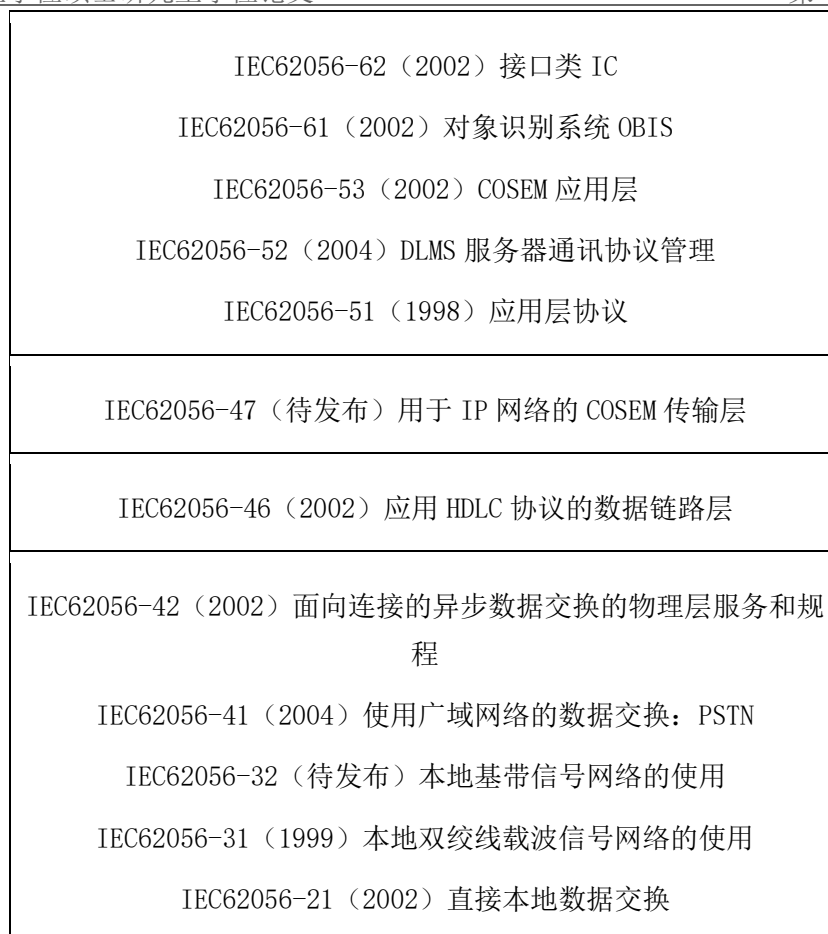 IEC62056-62（2002）接口类 IC
IEC62056-61（2002）对象识别系统 OBIS
IEC62056-53（2002）COSEM 应用层
IEC62056-52（2004）DLMS 服务器通讯协议管理
IEC62056-51（1998）应用层协议
IEC62056-47（待发布）用于 IP 网络的 COSEM 传输层
IEC62056-46（2002）应用 HDLC 协议的数据链路层
IEC62056-42（2002）面向连接的异步数据交换的物理层服务和规
程
IEC62056-41（2004）使用广域网络的数据交换：PSTN
IEC62056-32（待发布）本地基带信号网络的使用
IEC62056-31（1999）本地双绞线载波信号网络的使用
IEC62056-21（2002）直接本地数据交换